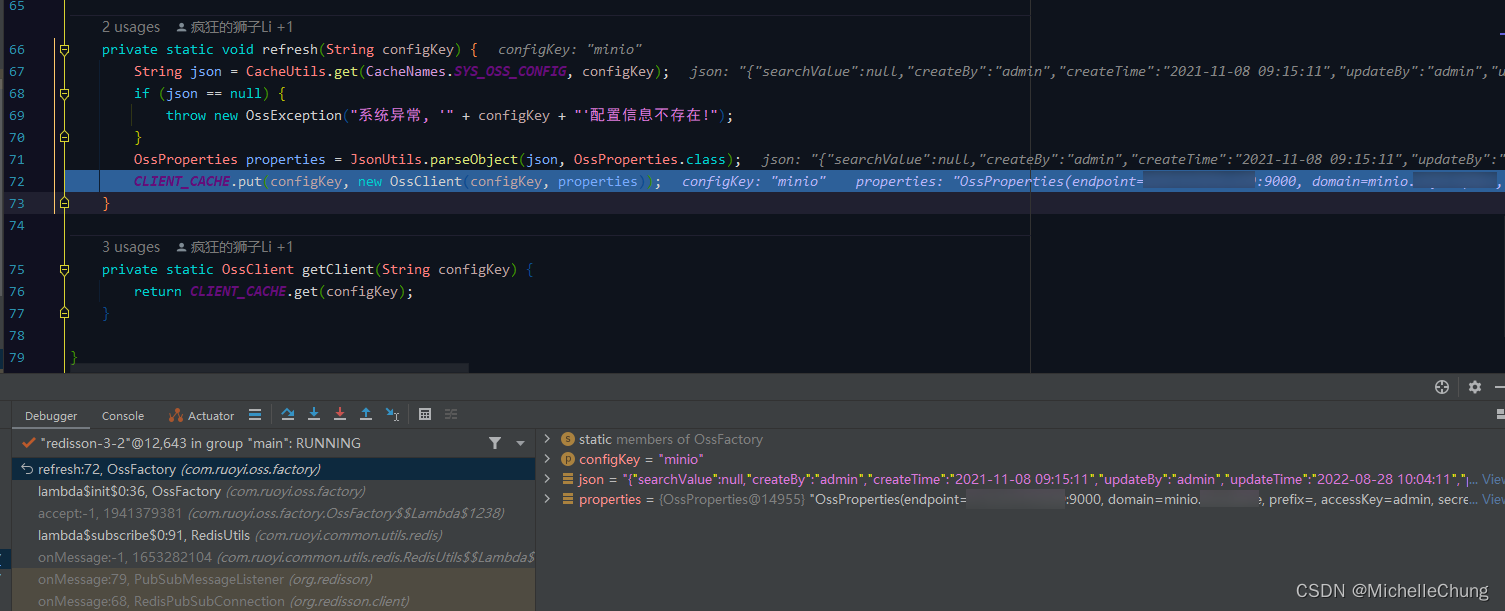 65
2 usages 疯狂的狮子Li +1
66 private static void refresh(String configKey) { configKey: "minio"
67 String json = CacheUtils.get(CacheNames.SYS_OSS_CONFIG, configKey); json: "{"searchValue":null,"createBy":"admin","createTime":"2021-11-08 09:15:11","updateBy":"admin","u
68 if (json == null) {
69 throw new OssException("系统异常, '" + configKey + "'配置信息不存在!");
70 }
71 OssProperties properties = JsonUtils.parseObject(json, OssProperties.class); json: "{"searchValue":null,"createBy":"admin","createTime":"2021-11-08 09:15:11","updateBy":"
72 CLIENT_CACHE.put(configKey, new OssClient(configKey, properties)); configKey: "minio" properties: "OssProperties(endpoint= :9000, domain=minio. ,
73 }
74
3 usages 疯狂的狮子Li +1
75 private static OssClient getClient(String configKey) {
76 return CLIENT_CACHE.get(configKey);
77 }
78
79 }
Debugger Console Actuator
"redisson-3-2"@12,643 in group "main": RUNNING
refresh:72, OssFactory (com.ruoyi.oss.factory)
lambda$init$0:36, OssFactory (com.ruoyi.oss.factory)
accept:-1, 1941379381 (com.ruoyi.oss.factory.OssFactory$$Lambda$1238)
lambda$subscribe$0:91, RedisUtils (com.ruoyi.common.utils.redis)
onMessage:-1, 1653282104 (com.ruoyi.common.utils.redis.RedisUtils$$Lambda$
onMessage:79, PubSubMessageListener (org.redisson)
onMessage:68, RedisPubSubConnection (org.redisson.client)
static members of OssFactory
configKey = "minio"
json = "{"searchValue":null,"createBy":"admin","createTime":"2021-11-08 09:15:11","updateBy":"admin","updateTime":"2022-08-28 10:04:11","... View
properties = {OssProperties@14955} "OssProperties(endpoint= :9000, domain=minio. e, prefix=, accessKey=admin, secre... View
CSDN @MichelleChung